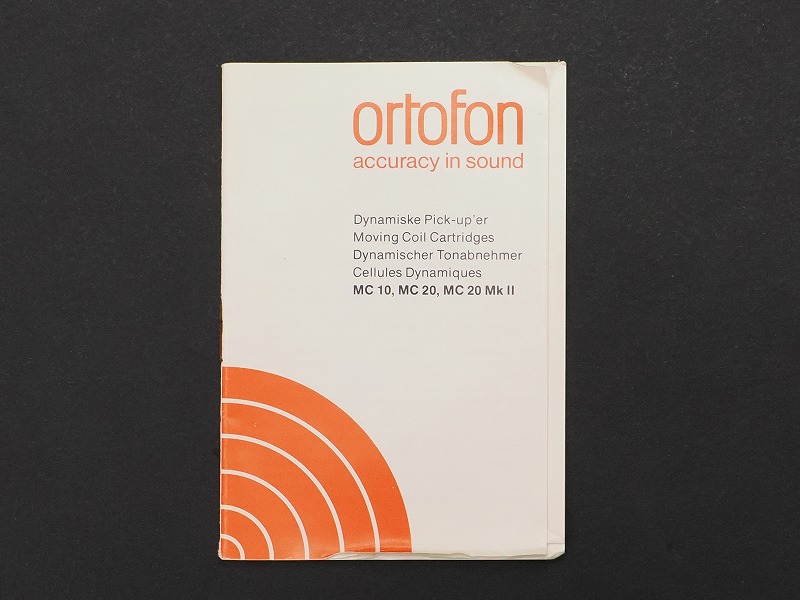 ortofon
accuracy in sound
Dynamiske Pick-up'er
Moving Coil Cartridges
Dynamischer Tonabnehmer
Cellules Dynamiques
MC 10, MC 20, MC 20 Mk II